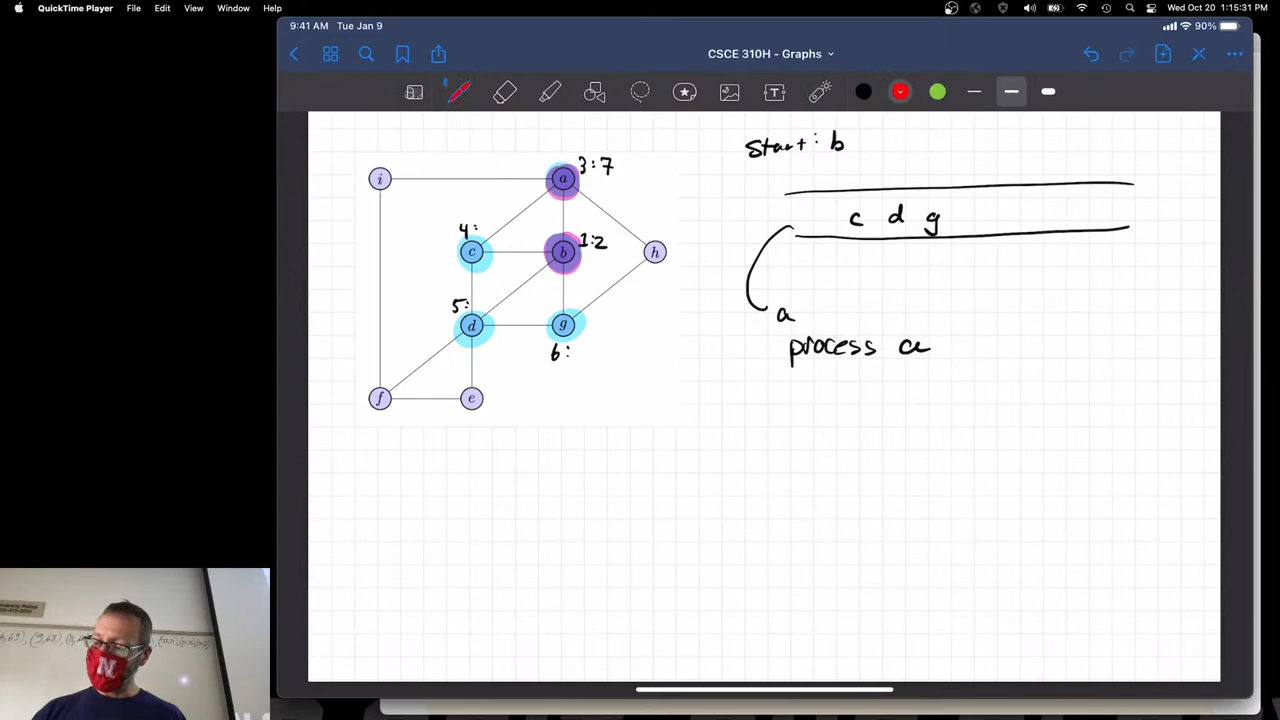 QuickTime Player File Edit View Window Help
Wed Oct 20 1:15:31 PM
9:41 AM Tue Jan 9
90%
CSCE 310H - Graphs
T
start: b
c d g
a
process a
i
a
3:7
4:
c
b
1:2
h
5:
d
g
6:
f
e
N